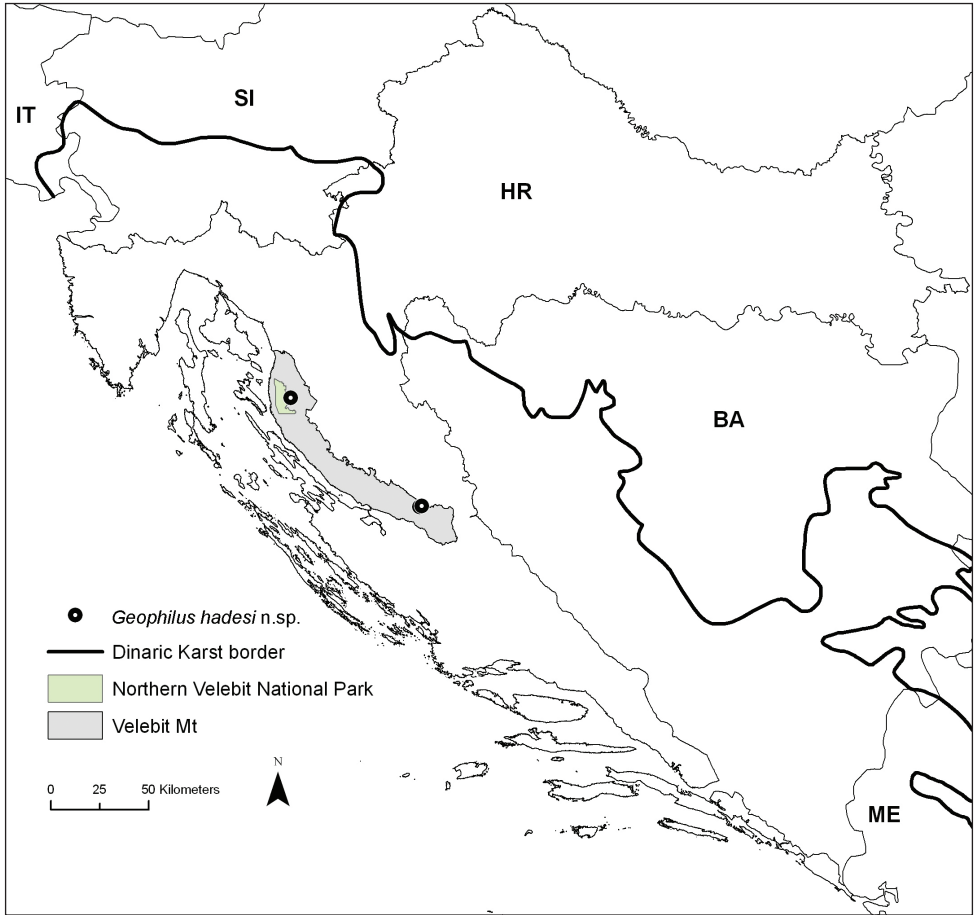 IT
SI
HR
BA
Geophilus hadesi n.sp.
Dinaric Karst border
Northern Velebit National Park
Velebit Mt
N
0 25 50 Kilometers
ME